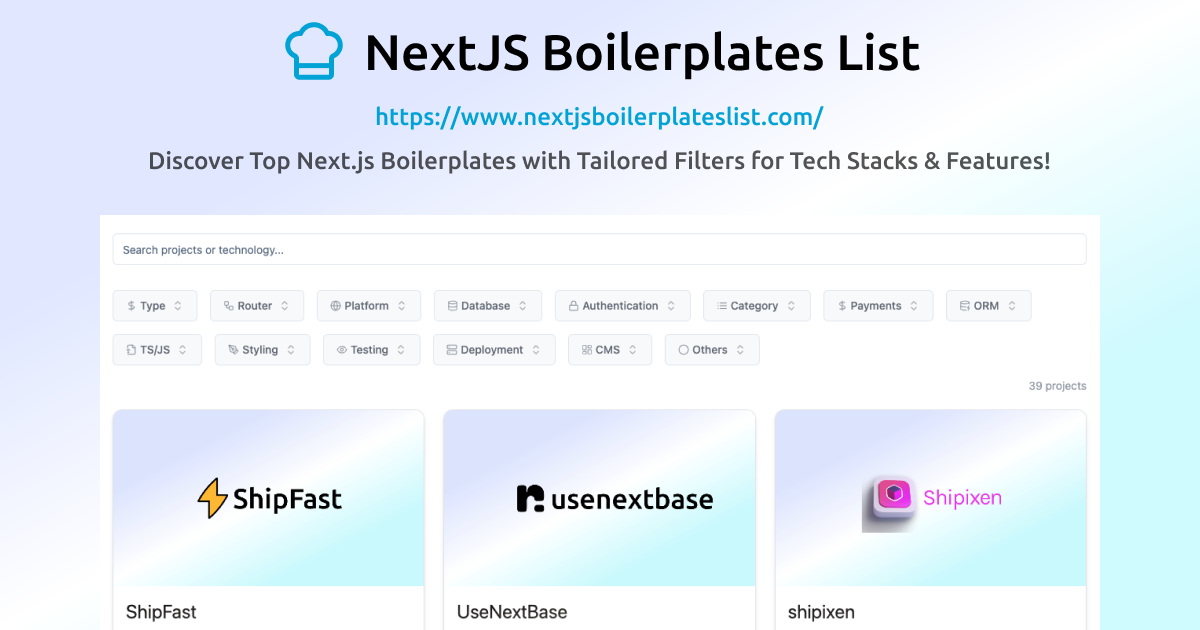 NextJS Boilerplates List
https://www.nextjsboilerplateslist.com/
Discover Top Next.js Boilerplates with Tailored Filters for Tech Stacks & Features!
Search projects or technology...
Type Router Platform Database Authentication Category Payments ORM
TS/JS Styling Testing Deployment CMS Others
39 projects
ShipFast usenextbase Shipixen
ShipFast UseNextBase shipixen